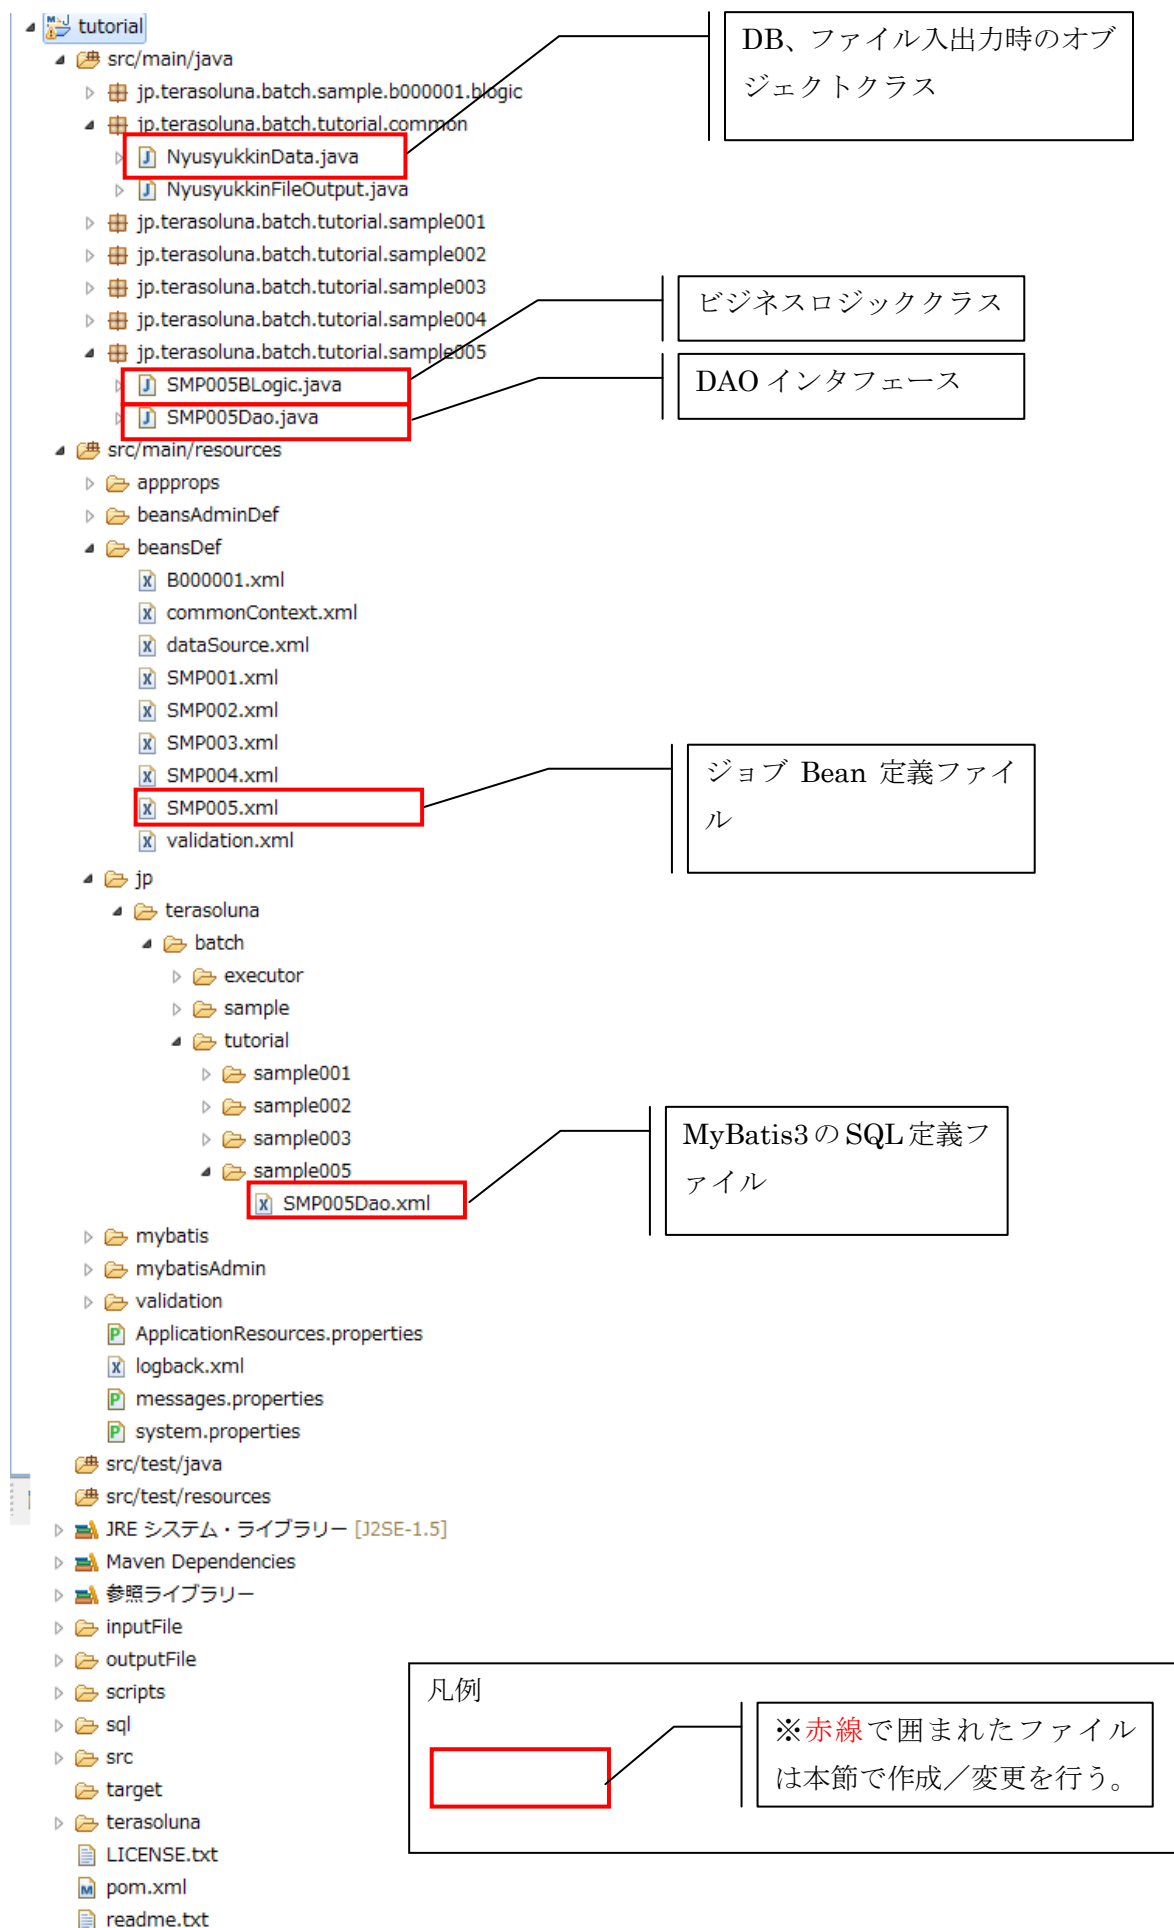 tutorial
src/main/java
jp.terasoluna.batch.sample.b000001.blogic
jp.terasoluna.batch.tutorial.common
NyusyukkinData.java
NyusyukkinFileOutput.java
jp.terasoluna.batch.tutorial.sample001
jp.terasoluna.batch.tutorial.sample002
jp.terasoluna.batch.tutorial.sample003
jp.terasoluna.batch.tutorial.sample004
jp.terasoluna.batch.tutorial.sample005
SMP005BLogic.java
SMP005Dao.java
src/main/resources
appprops
beansAdminDef
beansDef
B000001.xml
commonContext.xml
dataSource.xml
SMP001.xml
SMP002.xml
SMP003.xml
SMP004.xml
SMP005.xml
validation.xml
jp
terasoluna
batch
executor
sample
tutorial
sample001
sample002
sample003
sample005
SMP005Dao.xml
mybatis
mybatisAdmin
validation
ApplicationResources.properties
logback.xml
messages.properties
system.properties
src/test/java
src/test/resources
JRE システム・ライブラリー [J2SE-1.5]
Maven Dependencies
参照ライブラリー
inputFile
outputFile
scripts
sql
src
target
terasoluna
LICENSE.txt
pom.xml
readme.txt
DB、ファイル入出力時のオブ
ジェクトクラス
ビジネスロジッククラス
DAO インタフェース
ジョブ Bean 定義ファイ
ル
MyBatis3 の SQL 定義フ
ァイル
凡例
※赤線で囲まれたファイル
は本節で作成／変更を行う。